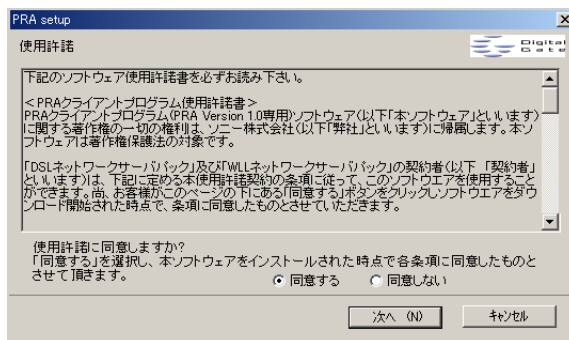 PRA setup
使用許諾
Digital
Gate
下記のソフトウェア使用許諾書を必ずお読み下さい。
＜PRAクライアントプログラム使用許諾書＞
PRAクライアントプログラム(PRA Version 1.0専用)ソフトウェア(以下「本ソフトウェア」といいます)
に関する著作権の一切の権利は、ソニー株式会社(以下「弊社」といいます)に帰属します。本ソ
フトウェアは著作権保護法の対象です。
「DSLネットワークサーバパック」及び「WLLネットワークサーバパック」の契約者(以下 「契約者」
といいます)は、下記に定める本使用許諾契約の条項に従って、このソフトウエアを使用すること
ができます。尚、お客様がこのページの下にある「同意する」ボタンをクリックしソフトウエアをダウ
ンロード開始された時点で、条項に同意したものとさせていただきます。
使用許諾に同意しますか?
「同意する」を選択し、本ソフトウェアをインストールされた時点で各条項に同意したものと
させて頂きます。
同意する
同意しない
次へ (N)
キャンセル